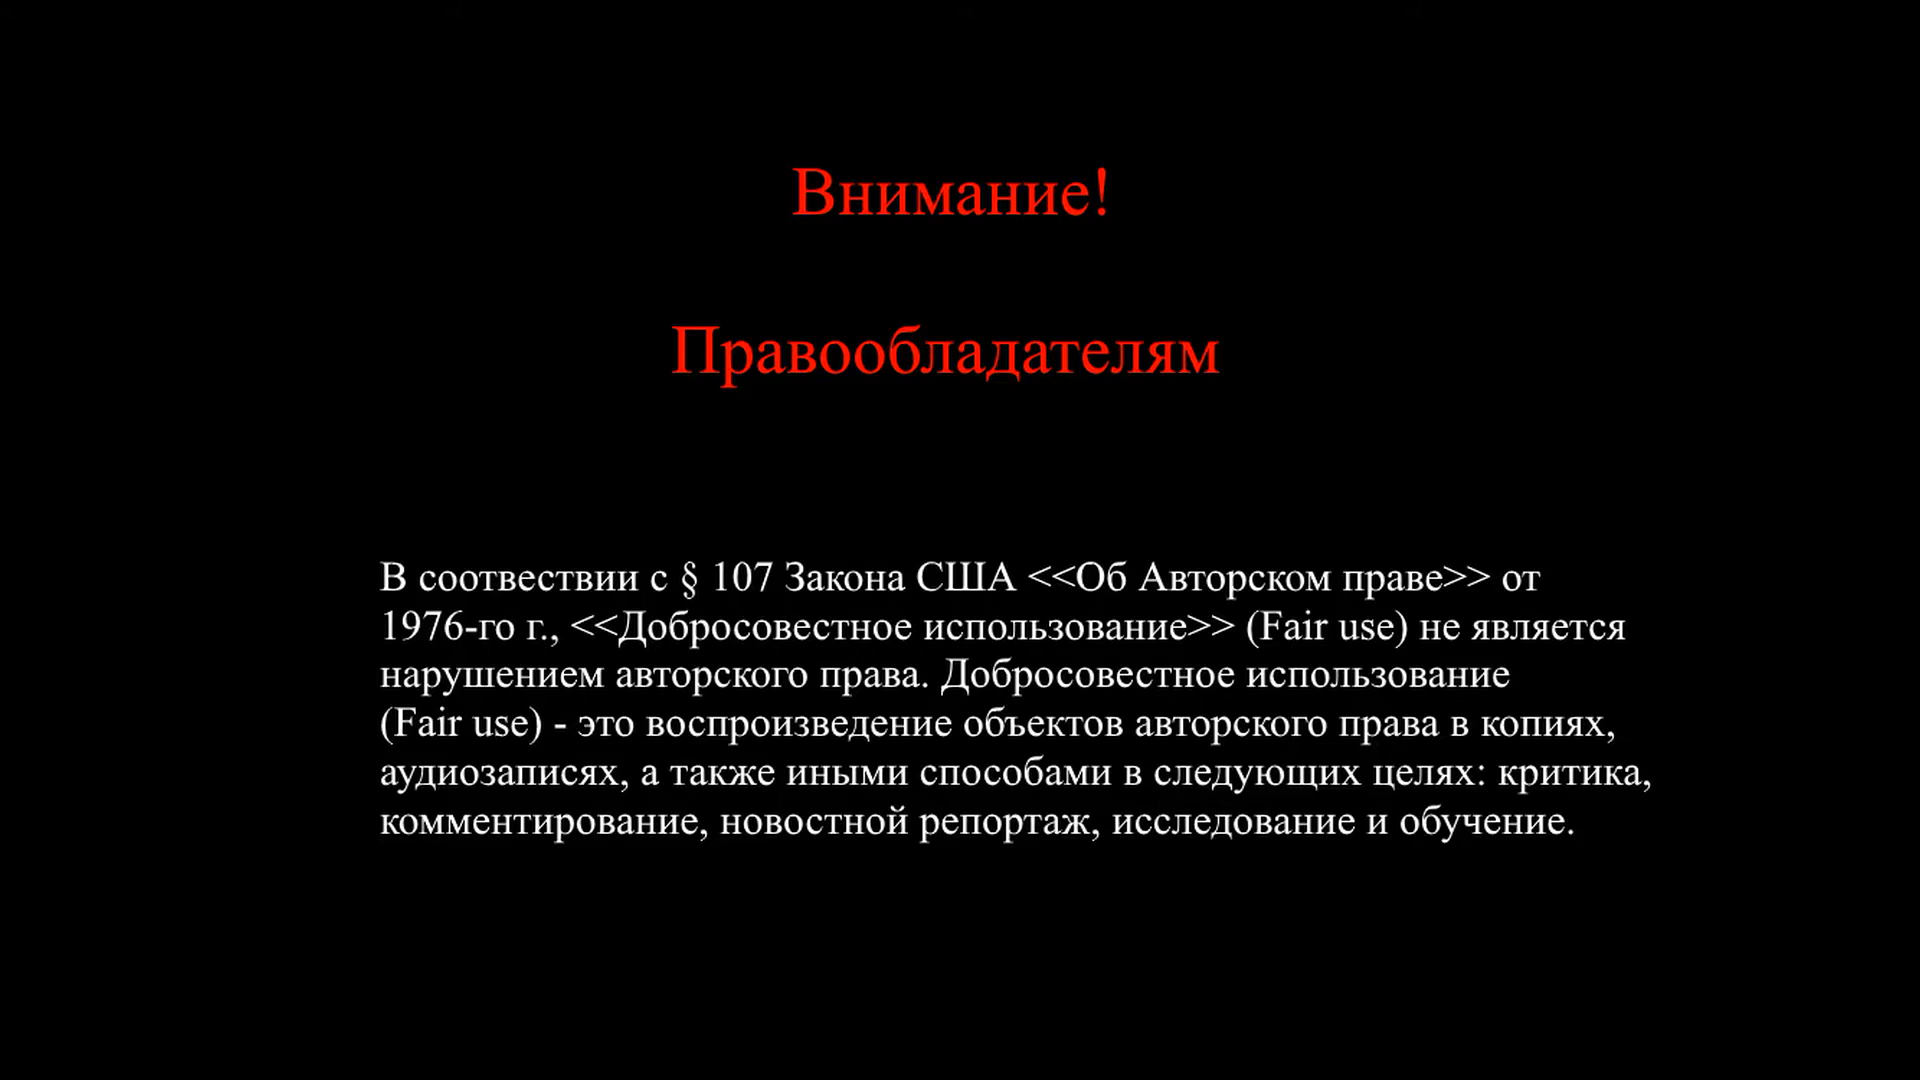 Внимание!
Правообладателям
В соотвествии с § 107 Закона США <<Об Авторском праве>> от
1976-го г., <<Добросовестное использование>> (Fair use) не является
нарушением авторского права. Добросовестное использование
(Fair use) - это воспроизведение объектов авторского права в копиях,
аудиозаписях, а также иными способами в следующих целях: критика,
комментирование, новостной репортаж, исследование и обучение.